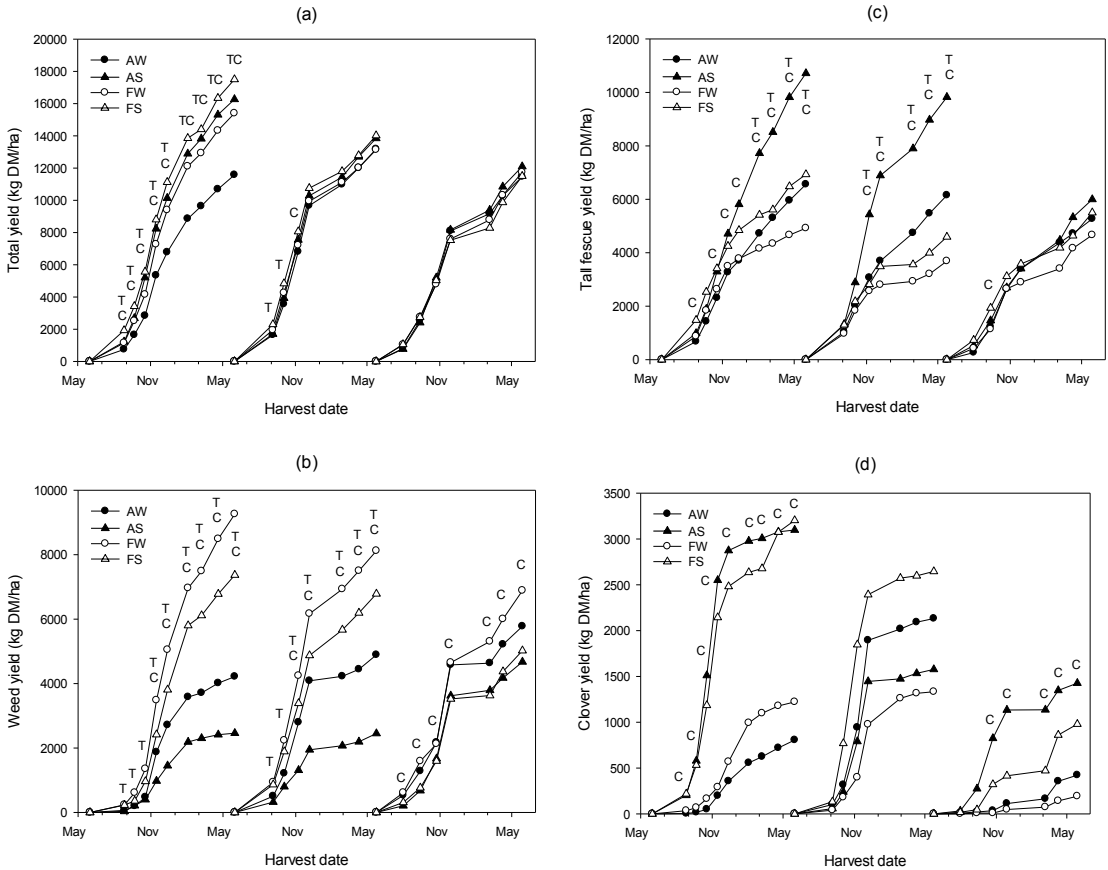 (a)
Total yield (kg DM/ha)
20000
18000
16000
14000
12000
10000
8000
6000
4000
2000
0
AW
AS
FW
FS
T
C
T
C
T
C
T
C
T
C
TC
TC
TC
TC
T
T
C
May Nov May Nov May Nov May
Harvest date
(c)
Tall fescue yield (kg DM/ha)
12000
10000
8000
6000
4000
2000
0
AW
AS
FW
FS
C
C
C
T
C
T
C
T
C
T
C
T
C
T
C
T
C
T
C
T
C
C
May Nov May Nov May Nov May
Harvest date
(b)
Weed yield (kg DM/ha)
10000
8000
6000
4000
2000
0
AW
AS
FW
FS
T
T
T
T
C
T
C
T
C
T
C
T
C
T
C
T
T
T
C
T
C
T
C
T
C
T
C
C
C
C
C
C
C
C
May Nov May Nov May Nov May
Harvest date
(d)
Clover yield (kg DM/ha)
3500
3000
2500
2000
1500
1000
500
0
AW
AS
FW
FS
C
C
C
C
C
C
C
C
C
C
C
C
C
C
May Nov May Nov May Nov May
Harvest date